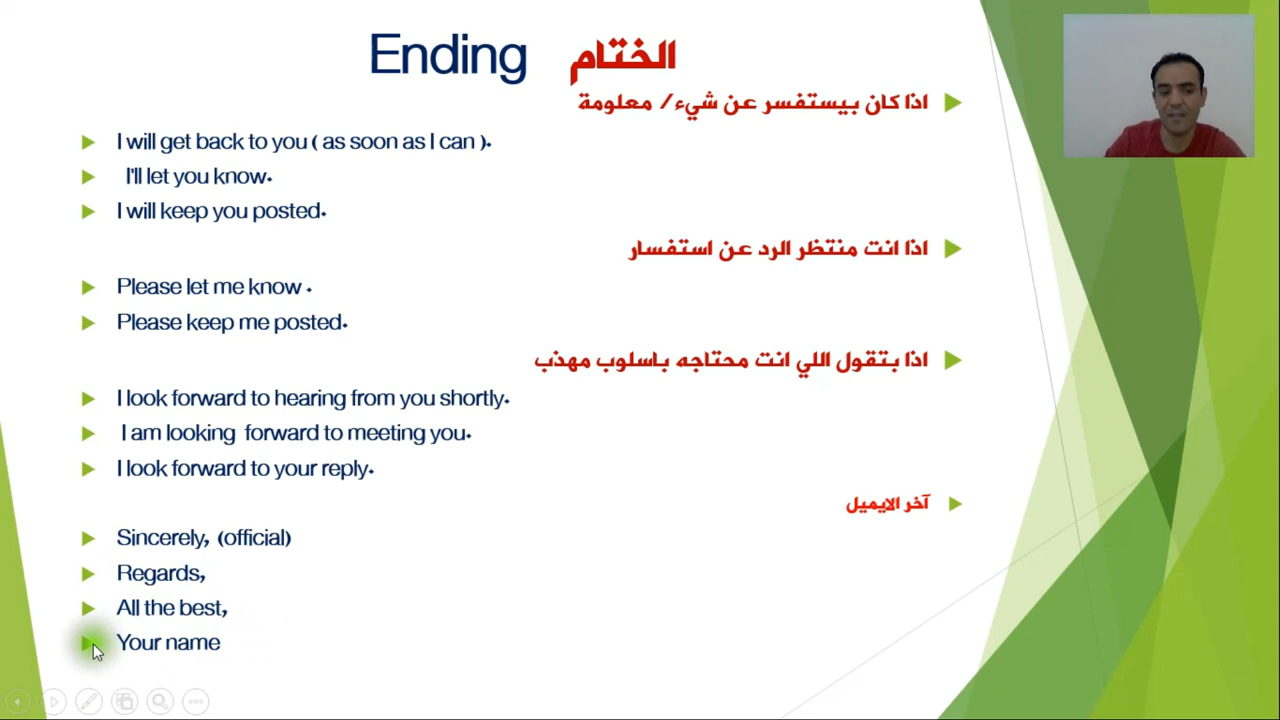 Ending الختام
اذا كان بيستفسر عن شيء/ معلومة
I will get back to you ( as soon as I can ).
I'll let you know.
I will keep you posted.
اذا انت منتظر الرد عن استفسار
Please let me know .
Please keep me posted.
اذا بتقول اللي انت محتاجه باسلوب مهذب
I look forward to hearing from you shortly.
I am looking forward to meeting you.
I look forward to your reply.
آخر الايميل
Sincerely, (official)
Regards,
All the best,
Your name